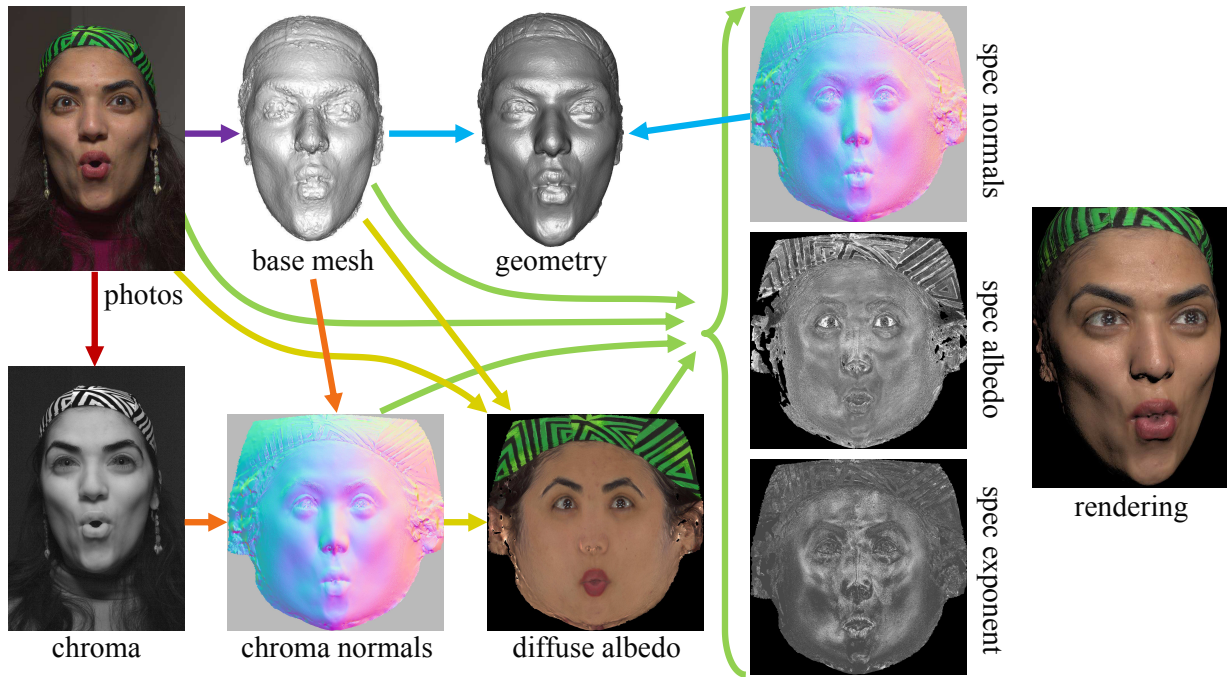 base mesh
geometry
photos
chroma
chroma normals
diffuse albedo
spec normals
spec albedo
spec exponent
rendering